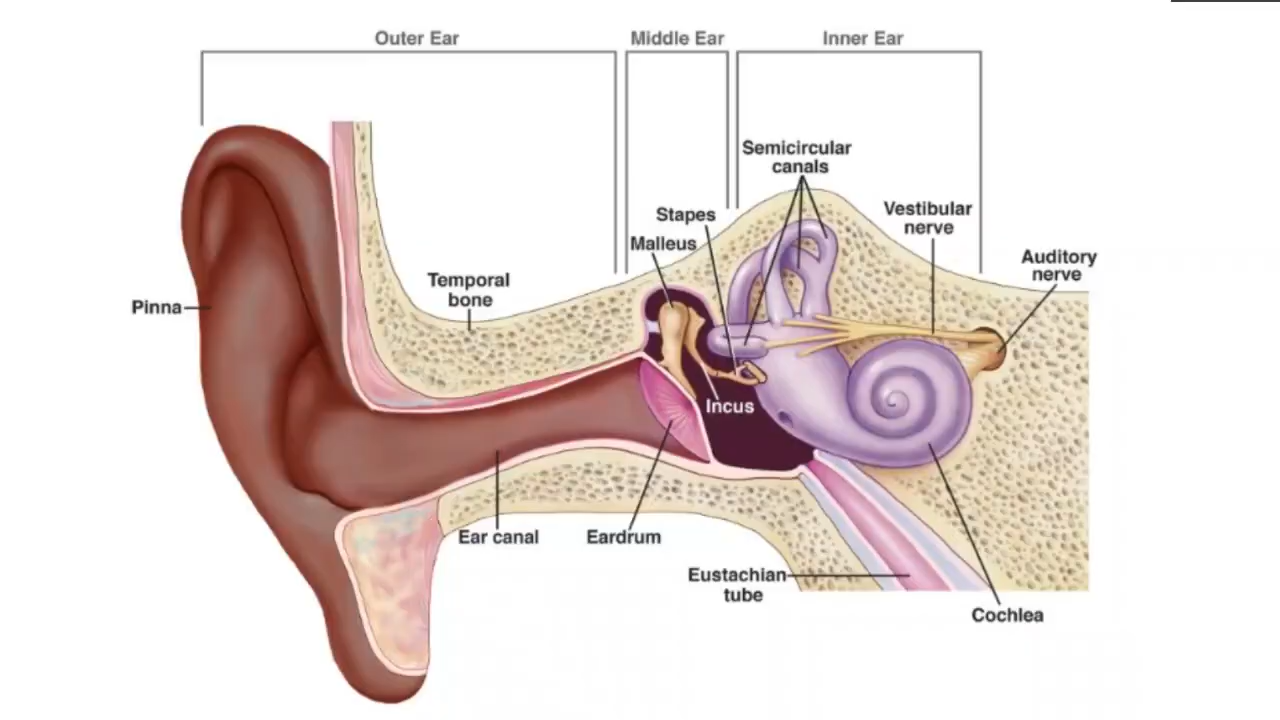 Outer Ear
Middle Ear
Inner Ear
Semicircular
canals
Vestibular
nerve
Stapes
Malleus
Auditory
nerve
Temporal
bone
Pinna
Incus
Ear canal
Eardrum
Eustachian
tube
Cochlea